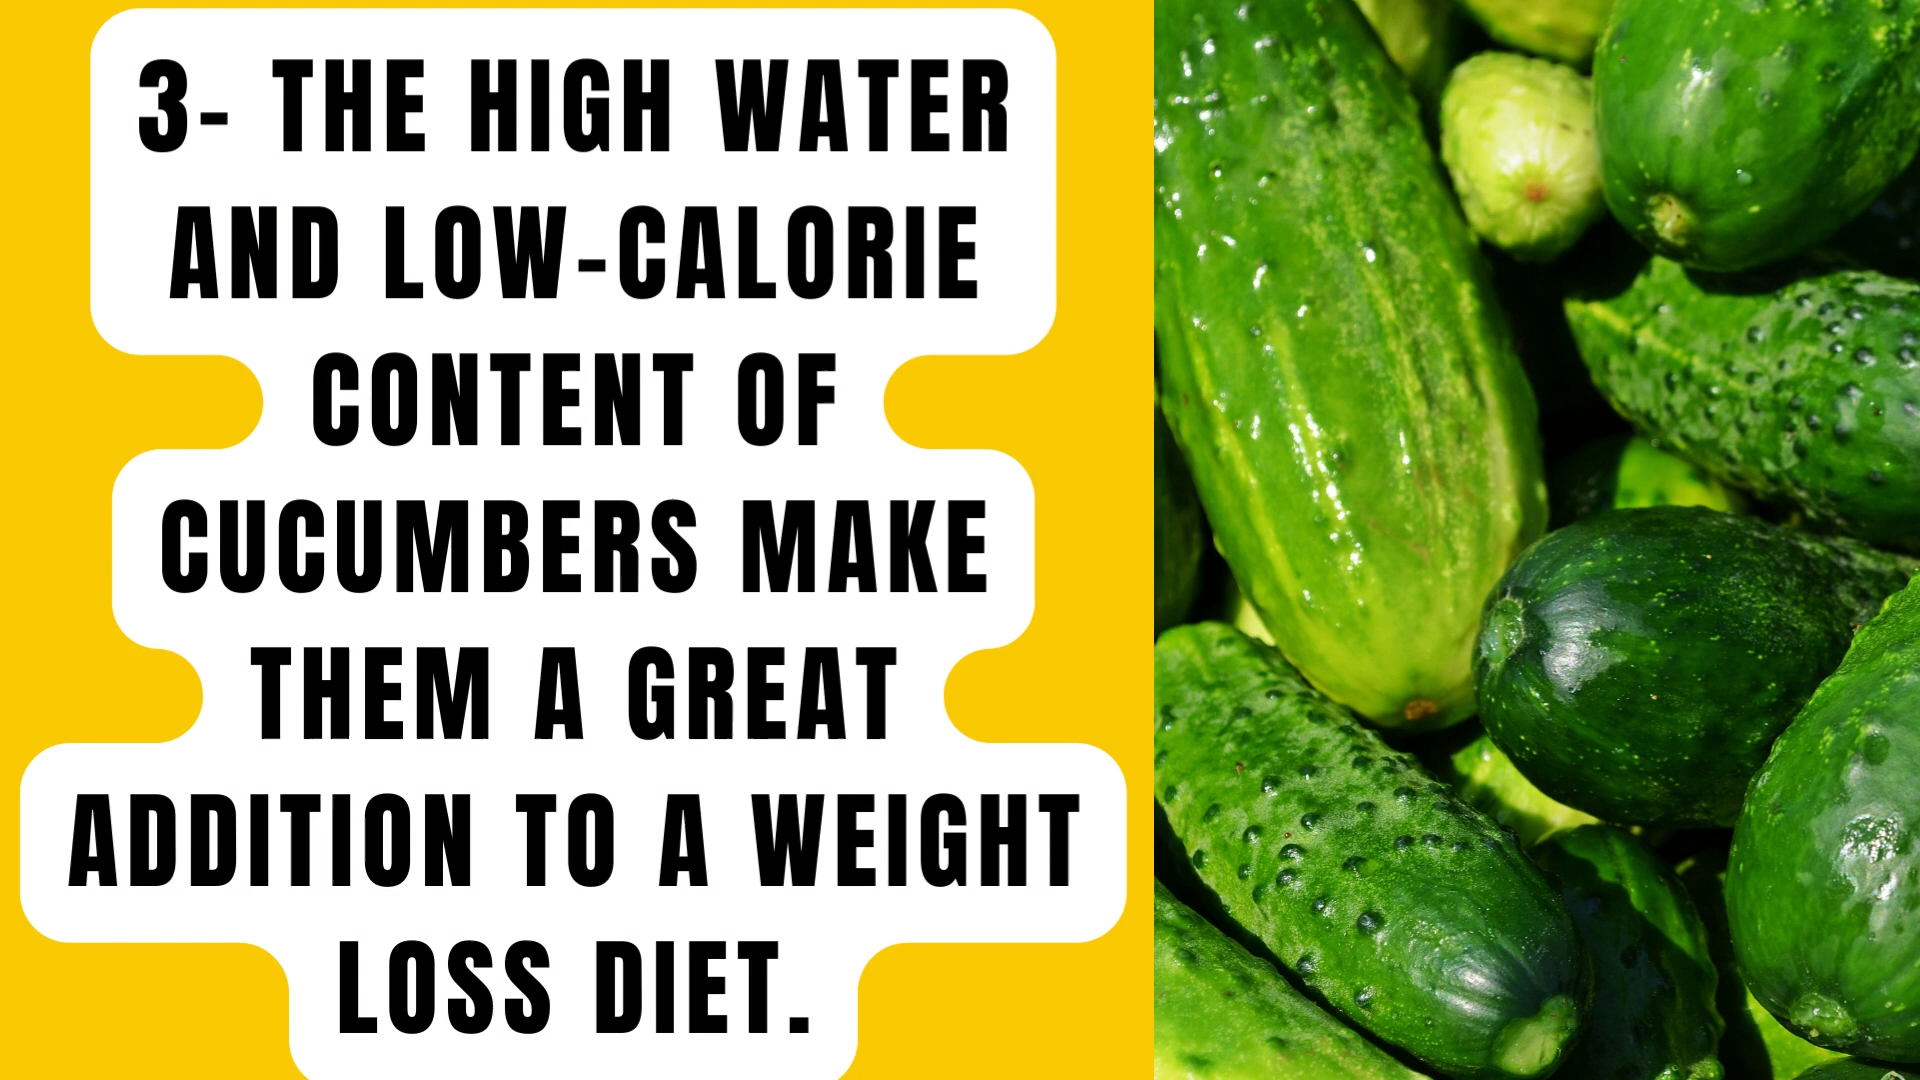 3- THE HIGH WATER
AND LOW-CALORIE
CONTENT OF
CUCUMBERS MAKE
THEM A GREAT
ADDITION TO A WEIGHT
LOSS DIET.